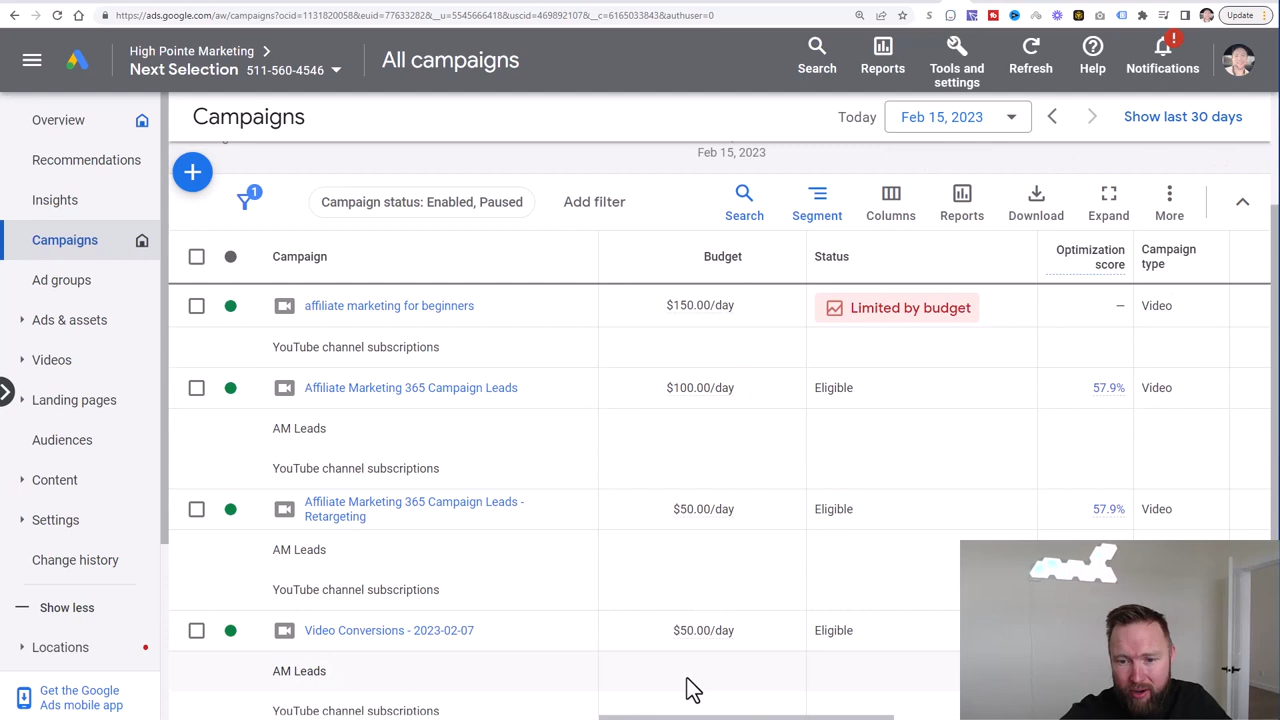 https://ads.google.com/aw/campaigns?ocid=1131820058&euid=77633282&__u=5545666418&uscid=469892107&__c=6165033843&authuser=0
Update
High Pointe Marketing
Next Selection 511-560-4546
All campaigns
Search
Reports
Tools and settings
Refresh
Help
Notifications
Overview
Recommendations
Insights
Campaigns
Ad groups
Ads & assets
Videos
Landing pages
Audiences
Content
Settings
Change history
Show less
Locations
Get the Google
Ads mobile app
Campaigns
Today
Feb 15, 2023
Show last 30 days
Feb 15, 2023
1
Campaign status: Enabled, Paused
Add filter
Search
Segment
Columns
Reports
Download
Expand
More
Campaign
Budget
Status
Optimization score
Campaign type
affiliate marketing for beginners
$150.00/day
Limited by budget
–
Video
YouTube channel subscriptions
Affiliate Marketing 365 Campaign Leads
$100.00/day
Eligible
57.9%
Video
AM Leads
YouTube channel subscriptions
Affiliate Marketing 365 Campaign Leads -
Retargeting
$50.00/day
Eligible
57.9%
Video
AM Leads
YouTube channel subscriptions
Video Conversions - 2023-02-07
$50.00/day
Eligible
AM Leads
YouTube channel subscriptions